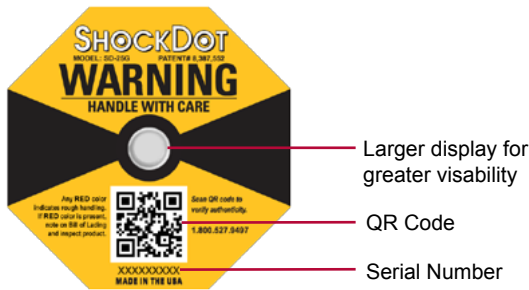 SHOCKDOT
MODEL: SD-25G PATENT# 8,387,552
WARNING
HANDLE WITH CARE
Larger display for
greater visability
Any RED color
indicates rough handling.
If RED color is present,
note on Bill of Lading
and inspect product.
Scan QR code to
verify authenticity.
1.800.527.9497
QR Code
XXXXXXXXX
Serial Number
MADE IN THE USA